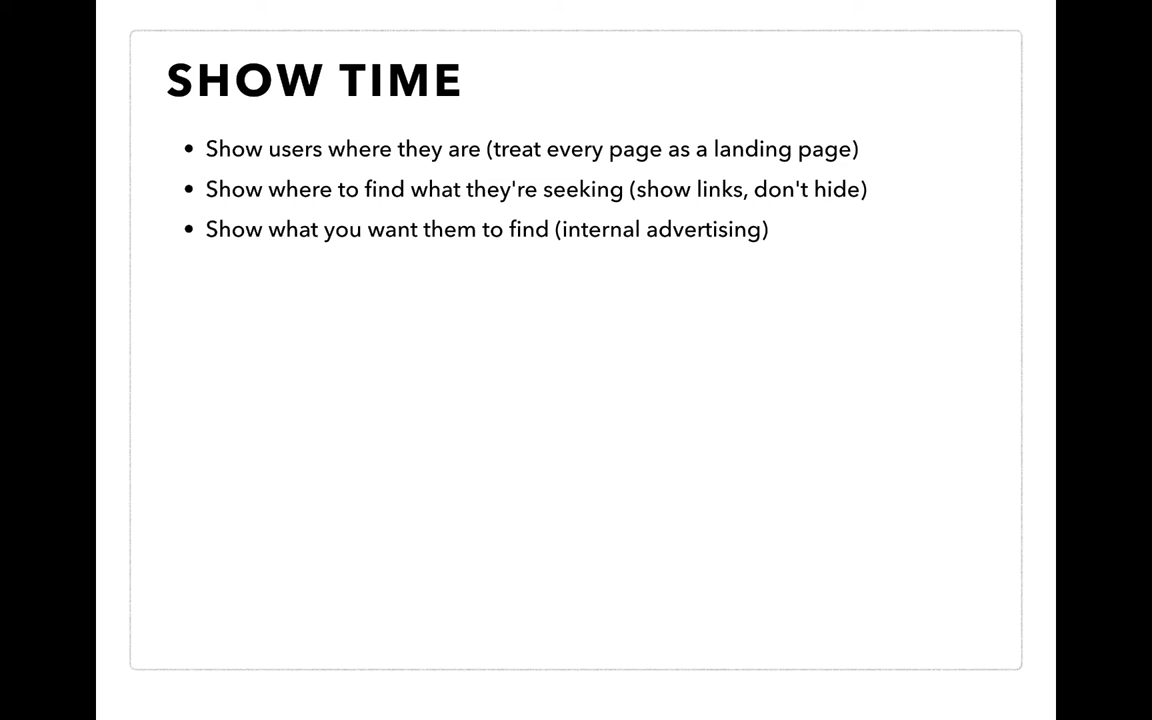 SHOW TIME
• Show users where they are (treat every page as a landing page)
• Show where to find what they're seeking (show links, don't hide)
• Show what you want them to find (internal advertising)